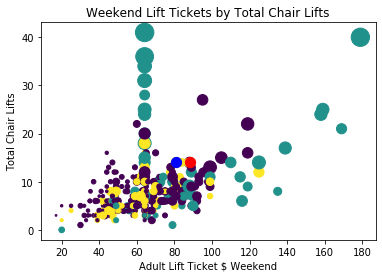 Weekend Lift Tickets by Total Chair Lifts
Total Chair Lifts
40
30
20
10
0
20 40 60 80 100 120 140 160 180
Adult Lift Ticket $ Weekend